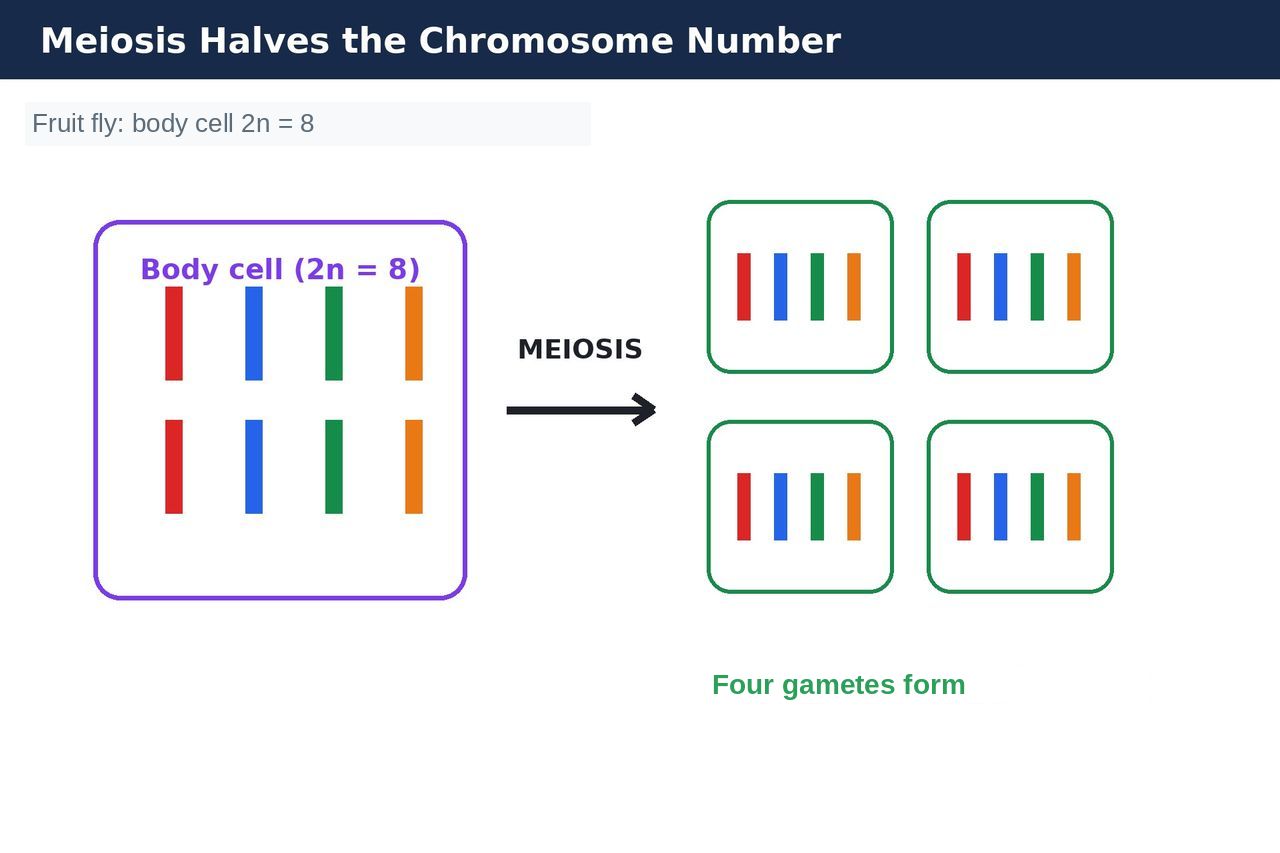 Meiosis Halves the Chromosome Number
Fruit fly: body cell 2n = 8
Body cell (2n = 8)
MEIOSIS
Four gametes form